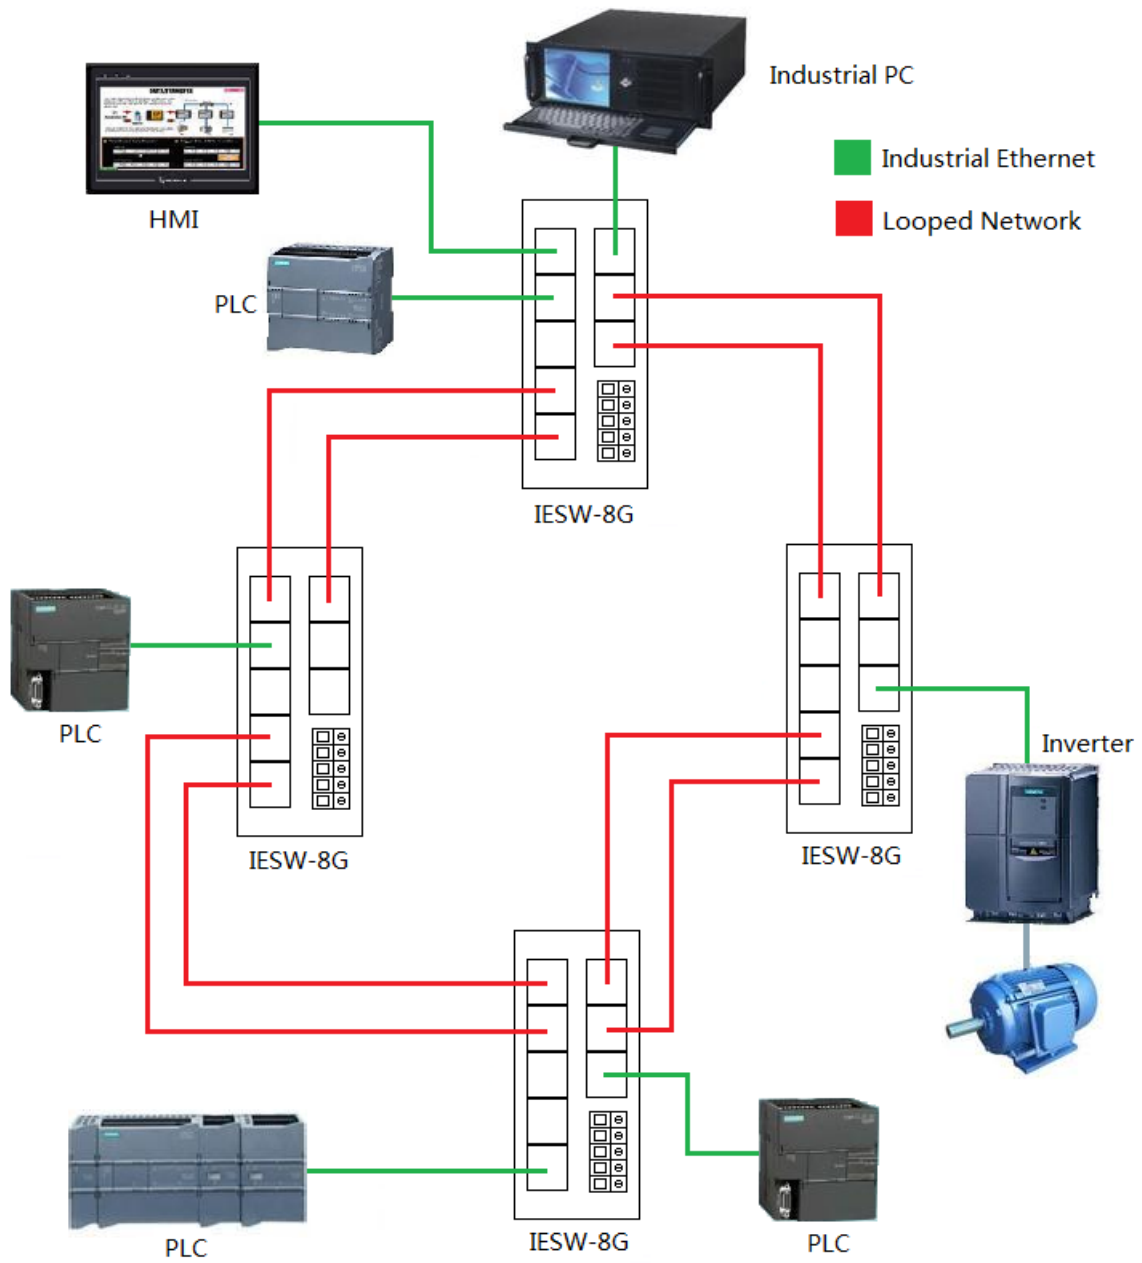 Industrial PC
Industrial Ethernet
HMI
Looped Network
PLC
IESW-8G
PLC
Inverter
IESW-8G
IESW-8G
PLC
IESW-8G
PLC